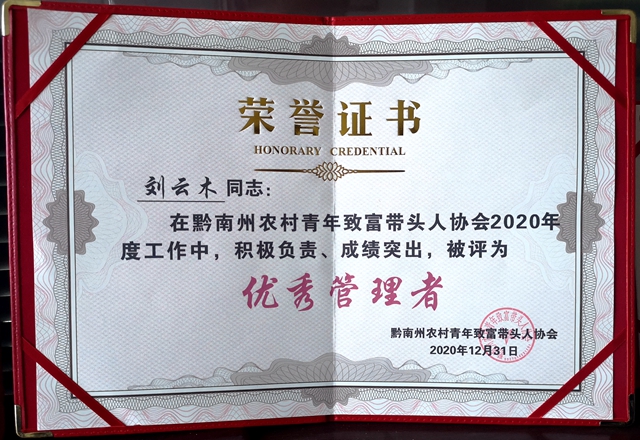 荣誉证书
HONORARY CREDENTIAL
刘云木同志：
在黔南州农村青年致富带头人协会2020年
度工作中，积极负责、成绩突出，被评为
优秀管理者
黔南州农村青年致富带头人协会
2020年12月31日